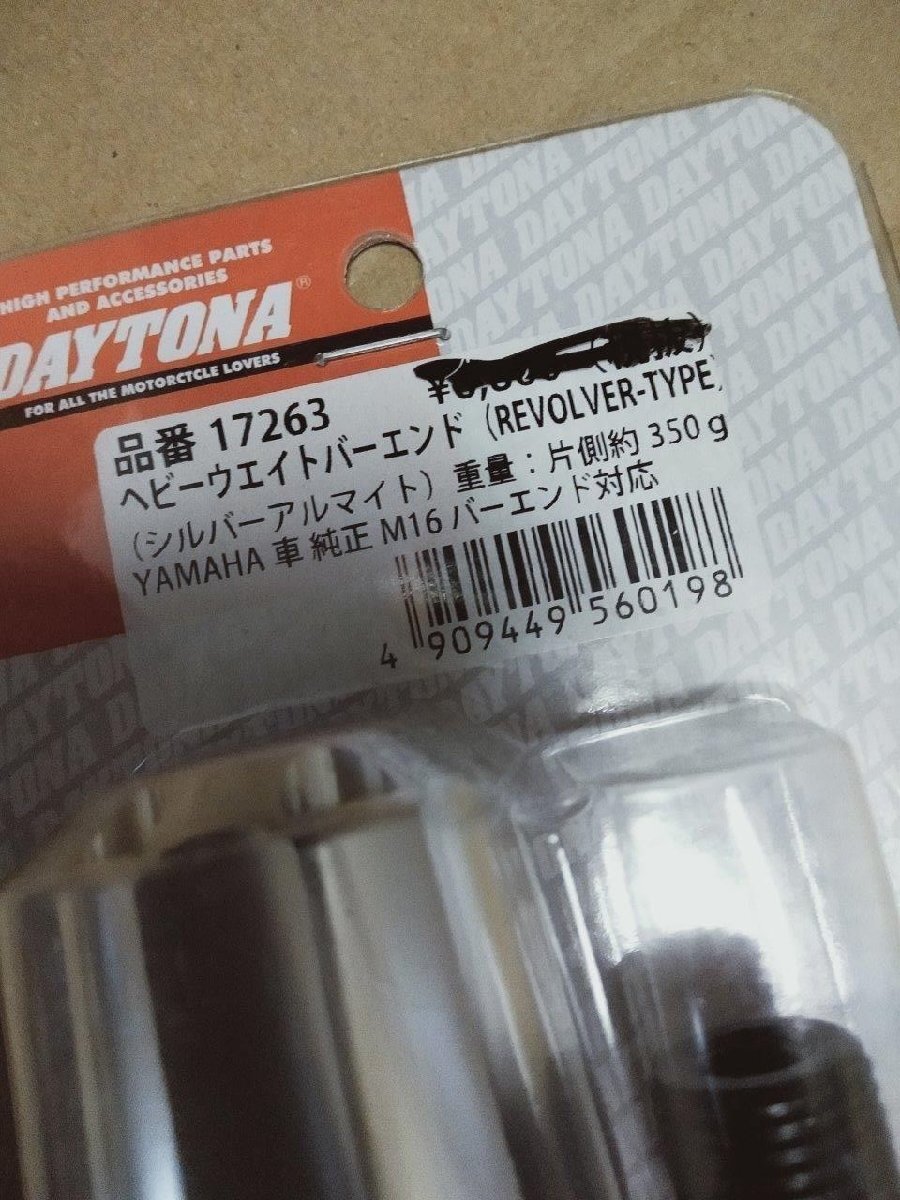 HIGH PERFORMANCE PARTS
AND ACCESSORIES
DAYTONA®
FOR ALL THE MOTORCTCLE LOVERS
品番 17263
ヘビーウエイトバーエンド（REVOLVER-TYPE）
（シルバーアルマイト） 重量：片側約 350ｇ
YAMAHA 車 純正 M16 バーエンド対応
4 909449 560198